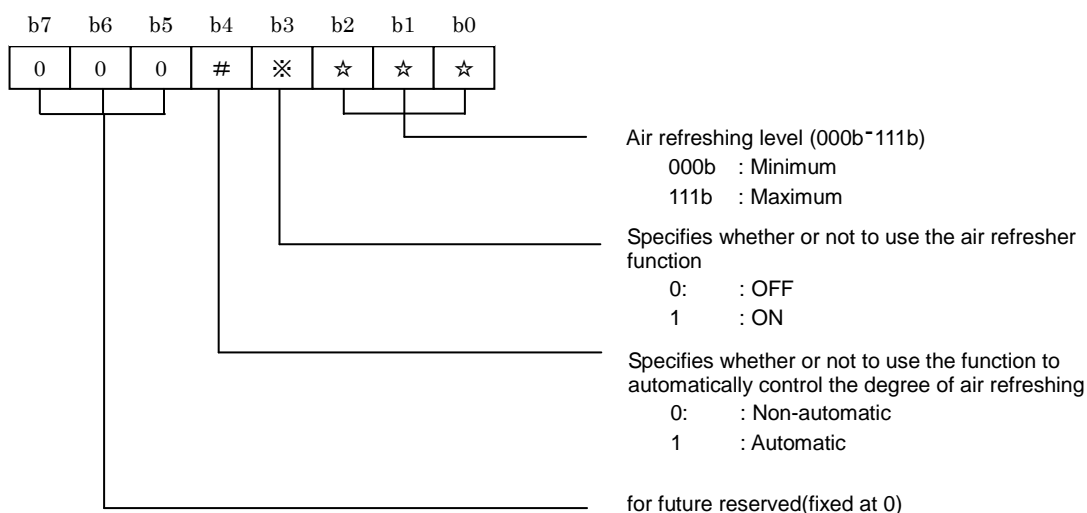 b7 b6 b5 b4 b3 b2 b1 b0
0 0 0 # ※ ☆ ☆ ☆
Air refreshing level (000b-111b)
000b : Minimum
111b : Maximum
Specifies whether or not to use the air refresher
function
0: : OFF
1 : ON
Specifies whether or not to use the function to
automatically control the degree of air refreshing
0: : Non-automatic
1 : Automatic
for future reserved(fixed at 0)